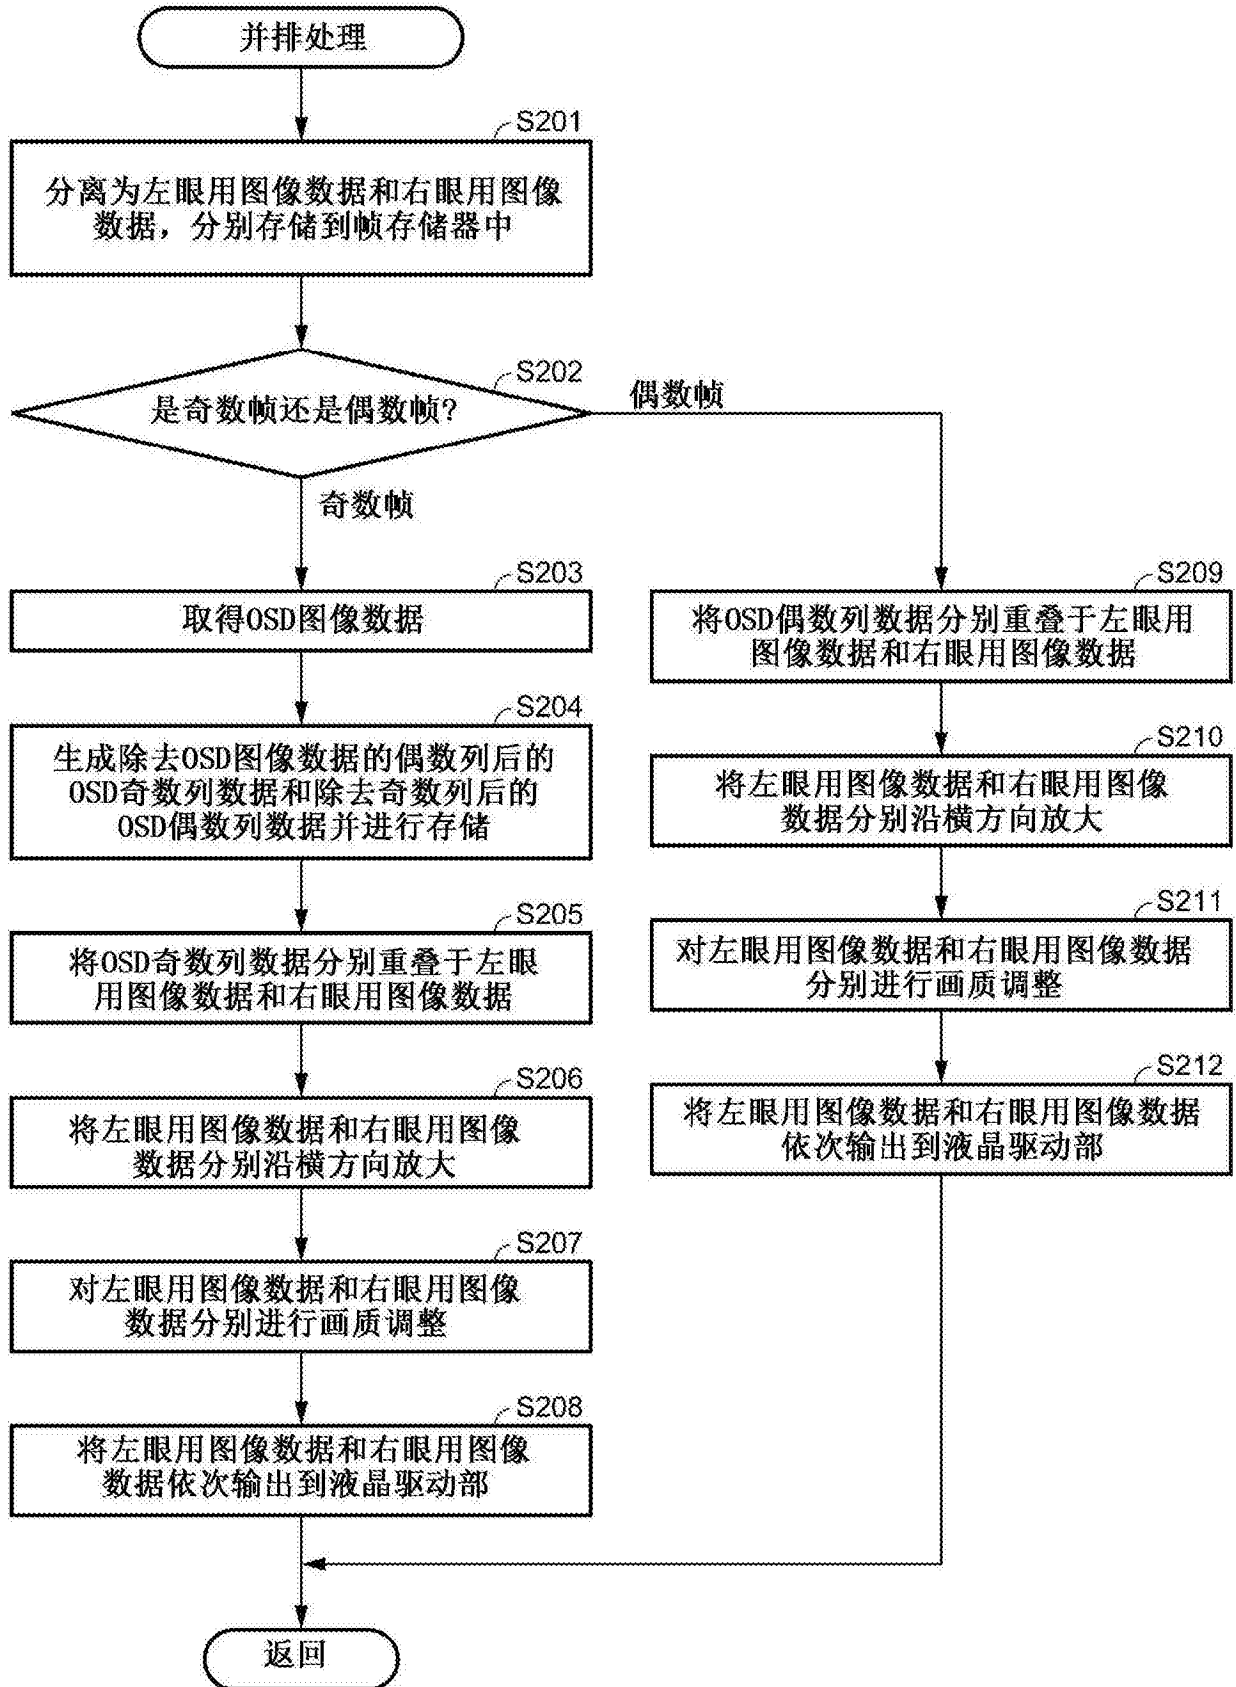 并排处理
S201
分离为左眼用图像数据和右眼用图像
数据，分别存储到帧存储器中
S202
是奇数帧还是偶数帧?
偶数帧
奇数帧
S203
取得OSD图像数据
S204
生成除去OSD图像数据的偶数列后的
OSD奇数列数据和除去奇数列后的
OSD偶数列数据并进行存储
S205
将OSD奇数列数据分别重叠于左眼
用图像数据和右眼用图像数据
S206
将左眼用图像数据和右眼用图像
数据分别沿横方向放大
S207
对左眼用图像数据和右眼用图像
数据分别进行画质调整
S208
将左眼用图像数据和右眼用图像
数据依次输出到液晶驱动部
S209
将OSD偶数列数据分别重叠于左眼用
图像数据和右眼用图像数据
S210
将左眼用图像数据和右眼用图像
数据分别沿横方向放大
S211
对左眼用图像数据和右眼用图像数据
分别进行画质调整
S212
将左眼用图像数据和右眼用图像数据
依次输出到液晶驱动部
返回